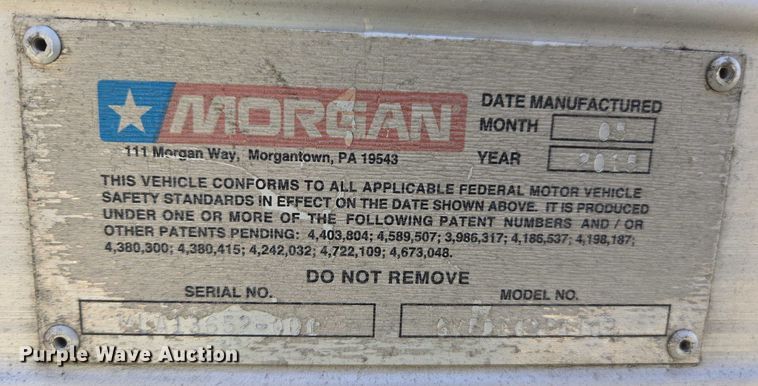 MORGAN
111 Morgan Way, Morgantown, PA 19543
DATE MANUFACTURED
MONTH
YEAR 2015
THIS VEHICLE CONFORMS TO ALL APPLICABLE FEDERAL MOTOR VEHICLE
SAFETY STANDARDS IN EFFECT ON THE DATE SHOWN ABOVE. IT IS PRODUCED
UNDER ONE OR MORE OF THE FOLLOWING PATENT NUMBERS AND / OR
OTHER PATENTS PENDING: 4,403,804; 4,589,507; 3,986,317; 4,186,537; 4,198,187;
4,380,300; 4,380,415; 4,242,032; 4,722,109; 4,673,048.
DO NOT REMOVE
SERIAL NO.
MODEL NO.
Purple Wave Auction